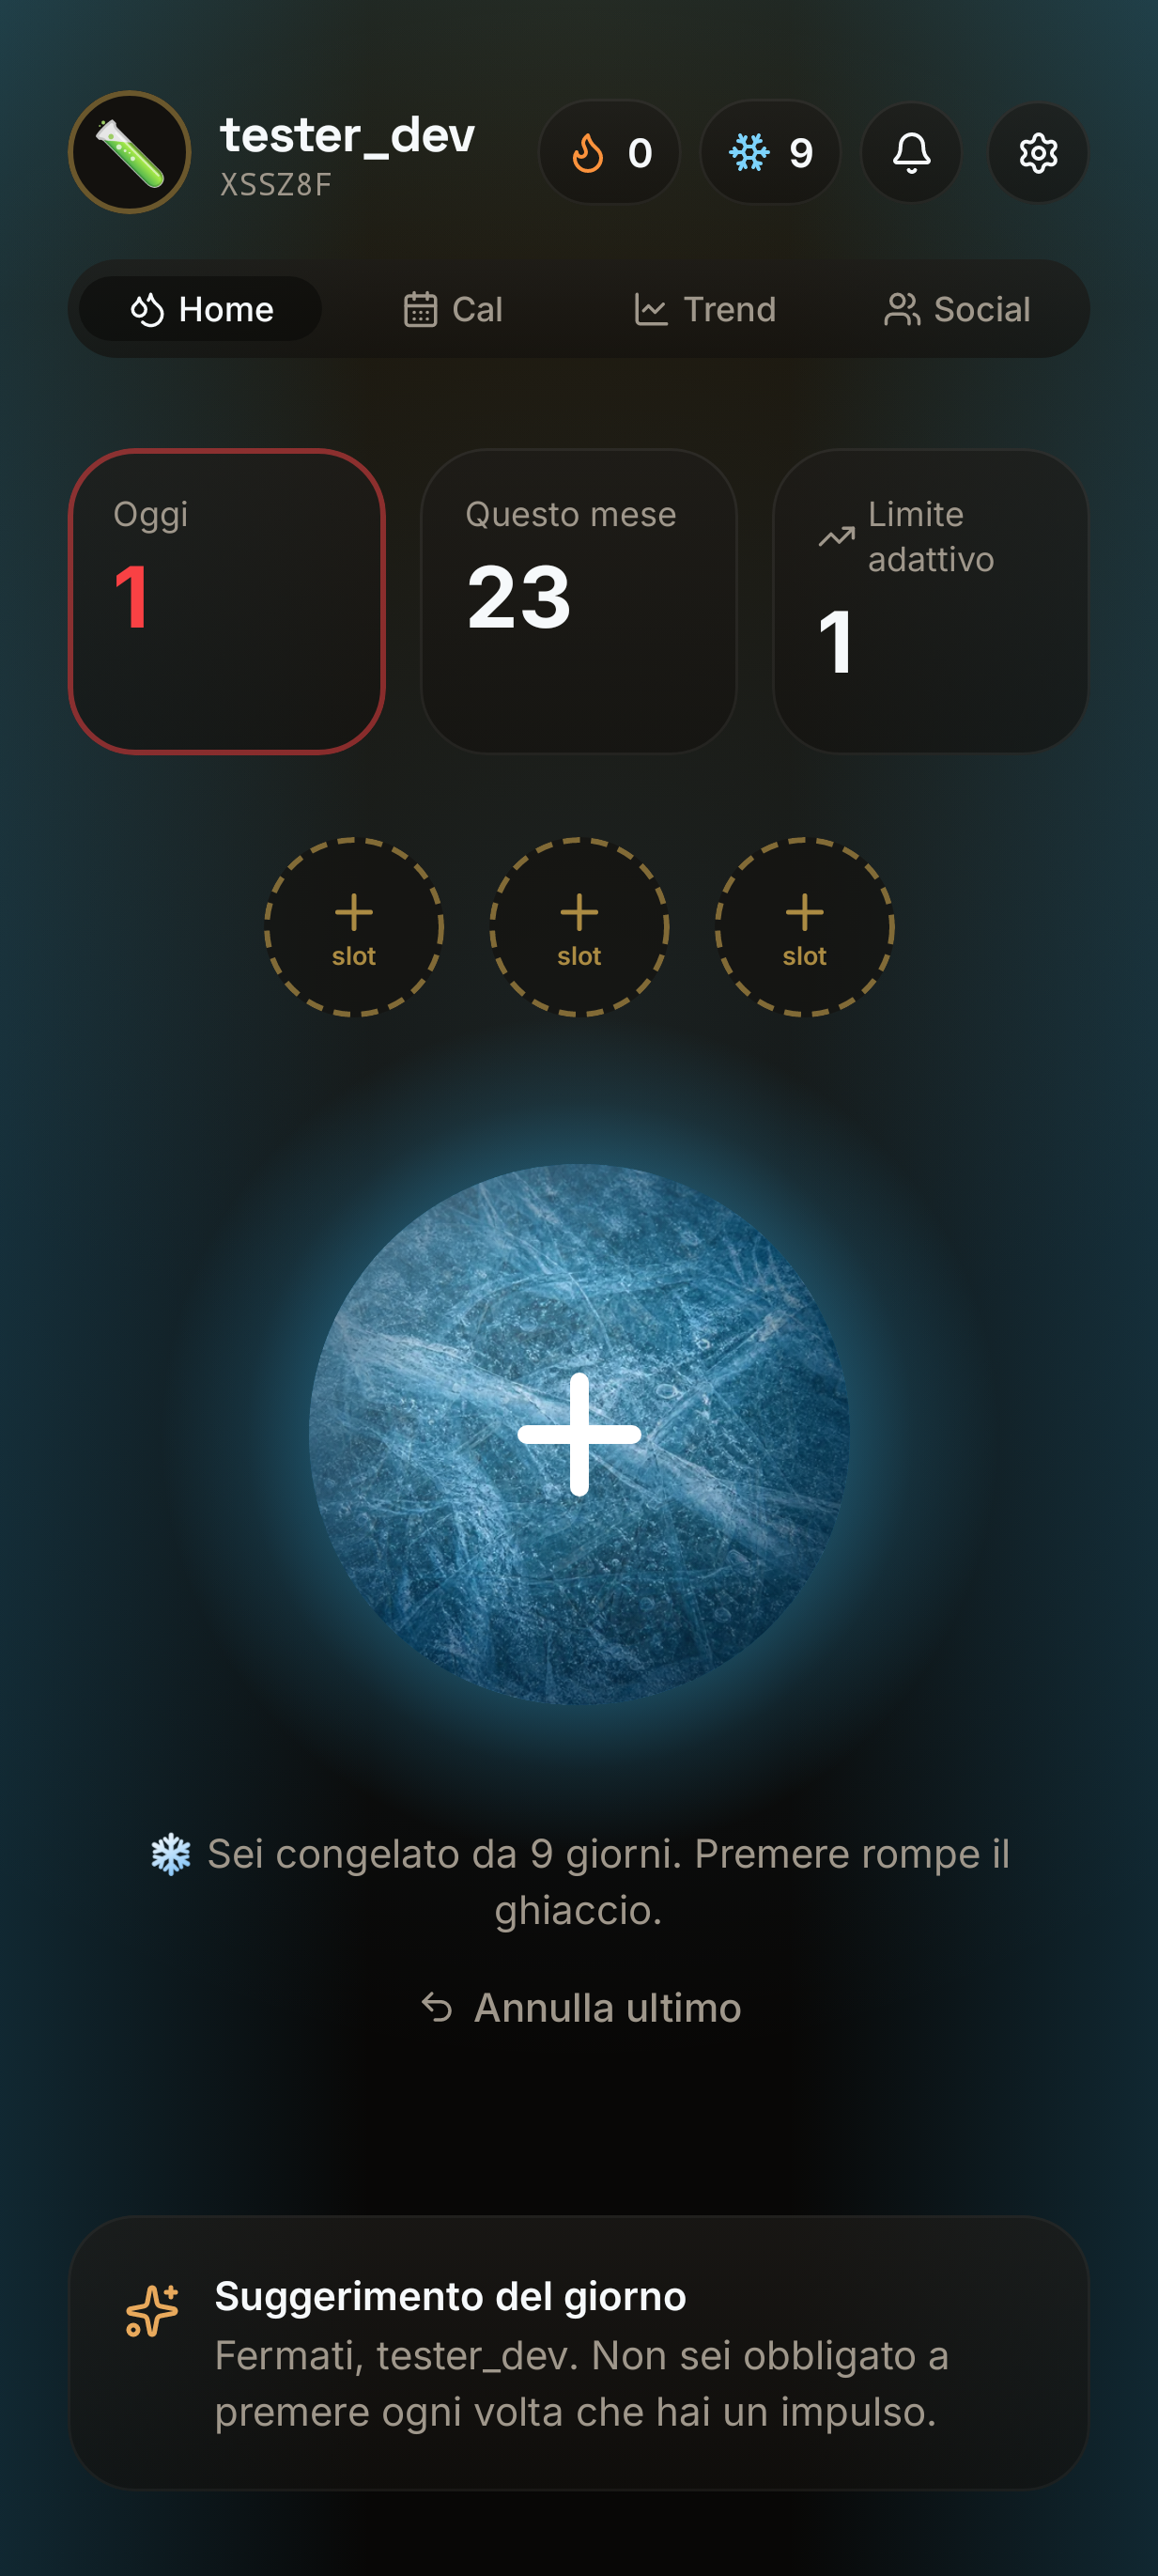 tester_dev
XSSZ8F
0
9
Home
Cal
Trend
Social
Oggi
1
Questo mese
23
Limite
adattivo
1
slot
slot
slot
Sei congelato da 9 giorni. Premere rompe il
ghiaccio.
Annulla ultimo
Suggerimento del giorno
Fermati, tester_dev. Non sei obbligato a
premere ogni volta che hai un impulso.